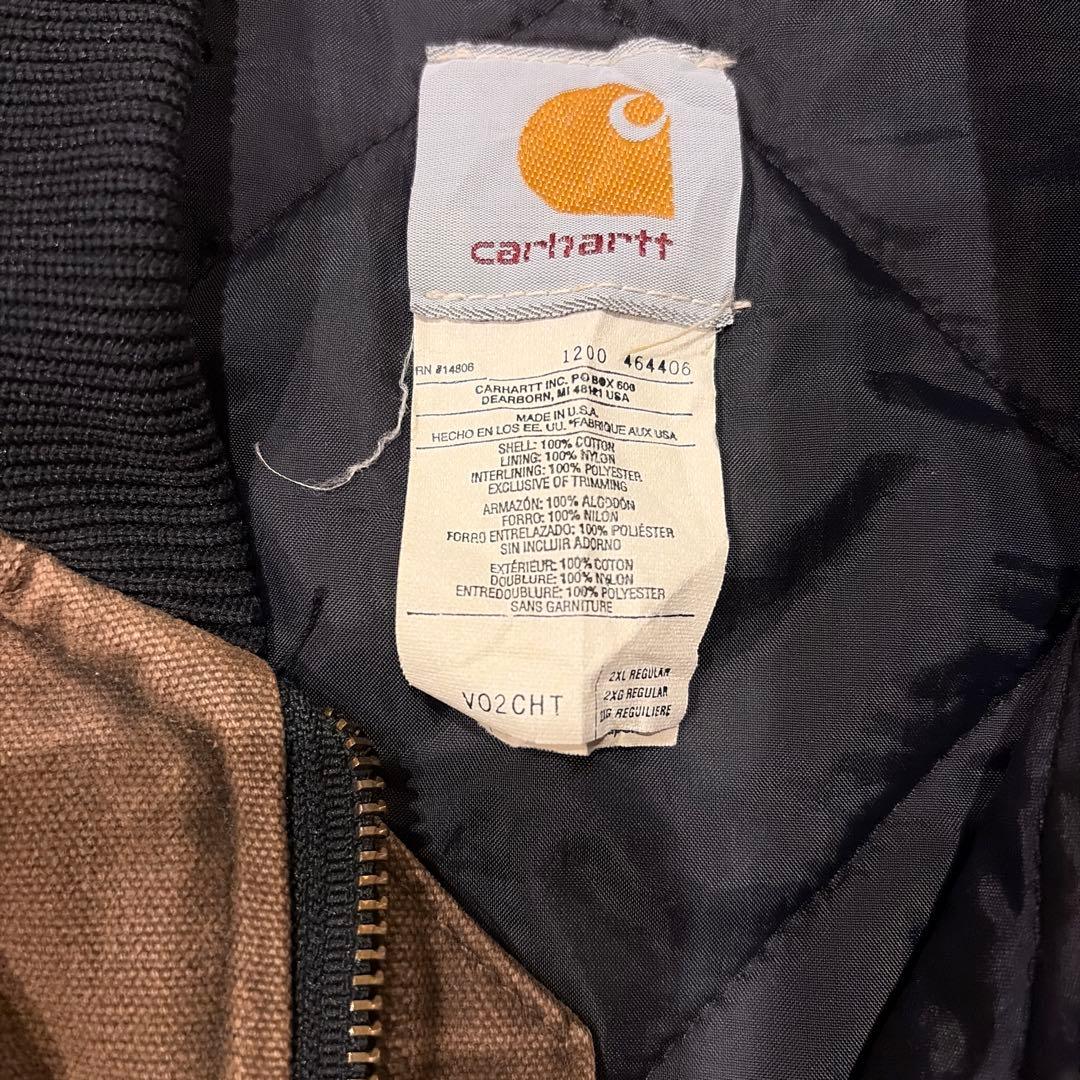 carhartt
RN #14806 1200 464406
CARHARTT INC. PO BOX 600
DEARBORN, MI 48121 USA
MADE IN U.S.A.
HECHO EN LOS EE. UU. *FABRIQUE AUX USA
SHELL: 100% COTTON
LINING: 100% NYLON
INTERLINING: 100% POLYESTER
EXCLUSIVE OF TRIMMING
ARMAZÓN: 100% ALGODÓN
FORRO: 100% NILÓN
FORRO ENTRELAZADO: 100% POLIÉSTER
SIN INCLUIR ADORNO
EXTÉRIEUR: 100% COTON
DOUBLURE: 100% NYLON
ENTREDOUBLURE: 100% POLYESTER
SANS GARNITURE
2XL REGULAR
2XG REGULAR
REGULIERE
V02CHT